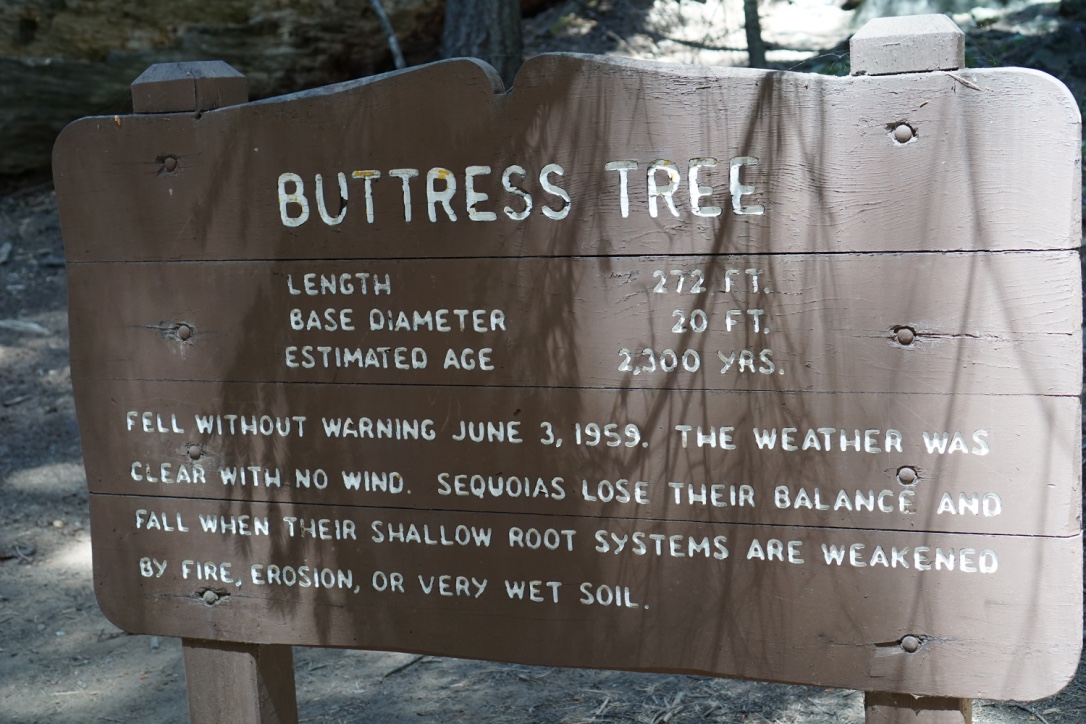 BUTTRESS TREE
LENGTH 272 FT.
BASE DIAMETER 20 FT.
ESTIMATED AGE 2,300 YRS.
FELL WITHOUT WARNING JUNE 3, 1959. THE WEATHER WAS
CLEAR WITH NO WIND. SEQUOIAS LOSE THEIR BALANCE AND
FALL WHEN THEIR SHALLOW ROOT SYSTEMS ARE WEAKENED
BY FIRE, EROSION, OR VERY WET SOIL.